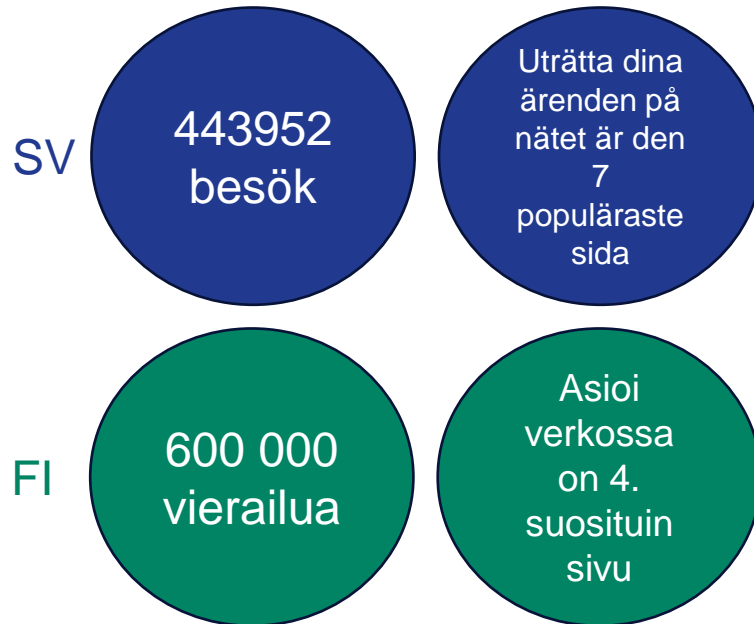 SV
443952
besök
Uträtta dina
ärenden på
nätet är den
7
populäraste
sida
FI
600 000
vierailua
Asioi
verkossa
on 4.
suosituin
sivu